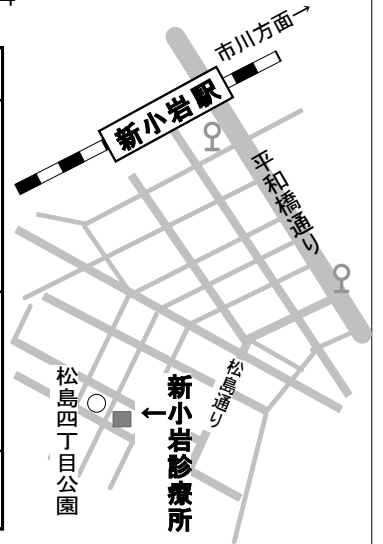 市川方面→
新小岩駅
平和橋通り
松島通り
松島四丁目公園
←新小岩診療所